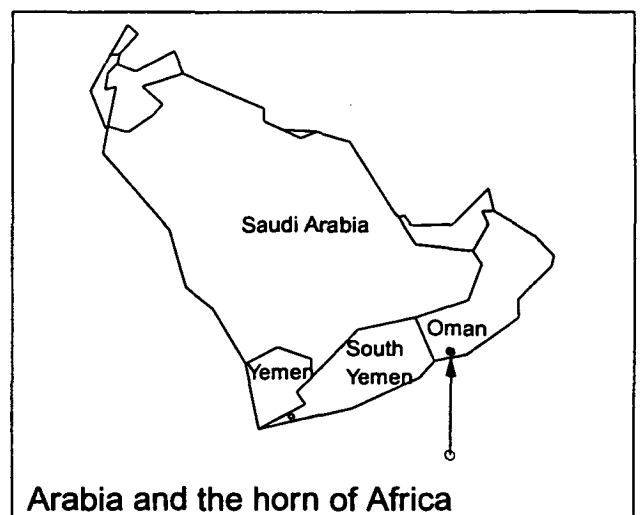 Saudi Arabia
Oman
South
Yemen
Yemen
Arabia and the horn of Africa